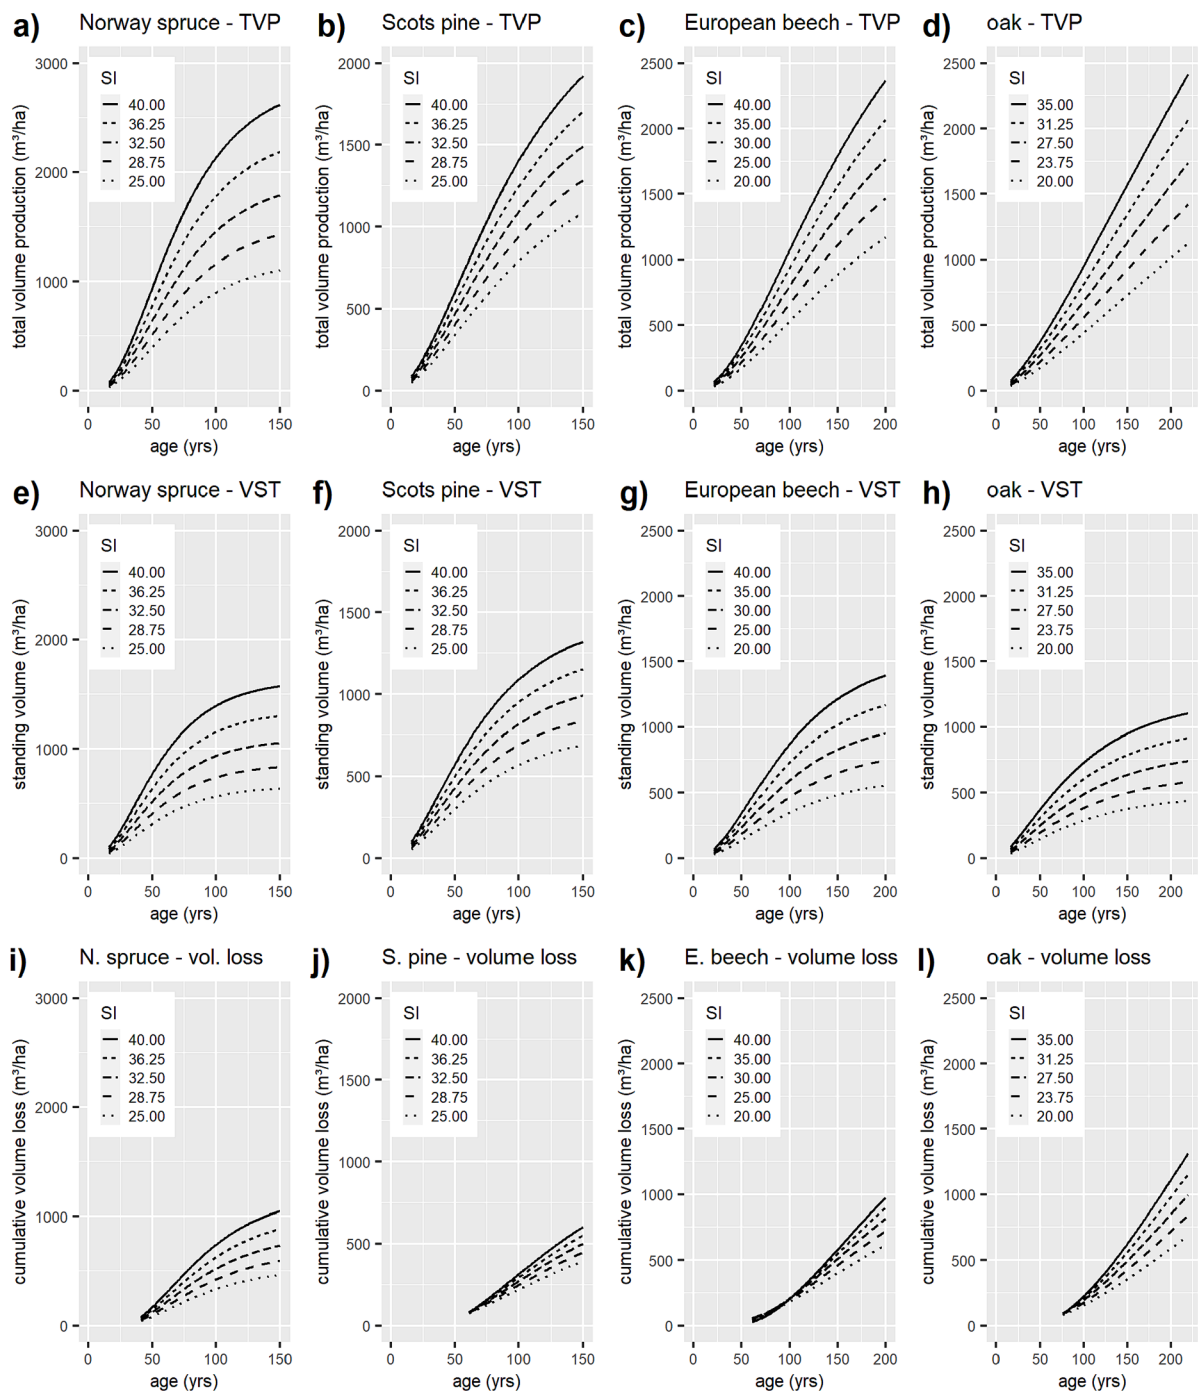 a) Norway spruce - TVP
total volume production (m³/ha)
3000
2000
1000
0
SI
40.00
36.25
32.50
28.75
25.00
0 50 100 150
age (yrs)
b) Scots pine - TVP
total volume production (m³/ha)
2000
1500
1000
500
0
SI
40.00
36.25
32.50
28.75
25.00
0 50 100 150
age (yrs)
c) European beech - TVP
total volume production (m³/ha)
2500
2000
1500
1000
500
0
SI
40.00
35.00
30.00
25.00
20.00
0 50 100 150 200
age (yrs)
d) oak - TVP
total volume production (m³/ha)
2500
2000
1500
1000
500
0
SI
35.00
31.25
27.50
23.75
20.00
0 50 100 150 200
age (yrs)
e) Norway spruce - VST
standing volume (m³/ha)
3000
2000
1000
0
SI
40.00
36.25
32.50
28.75
25.00
0 50 100 150
age (yrs)
f) Scots pine - VST
standing volume (m³/ha)
2000
1500
1000
500
0
SI
40.00
36.25
32.50
28.75
25.00
0 50 100 150
age (yrs)
g) European beech - VST
standing volume (m³/ha)
2500
2000
1500
1000
500
0
SI
40.00
35.00
30.00
25.00
20.00
0 50 100 150 200
age (yrs)
h) oak - VST
standing volume (m³/ha)
2500
2000
1500
1000
500
0
SI
35.00
31.25
27.50
23.75
20.00
0 50 100 150 200
age (yrs)
i) N. spruce - vol. loss
cumulative volume loss (m³/ha)
3000
2000
1000
0
SI
40.00
36.25
32.50
28.75
25.00
0 50 100 150
age (yrs)
j) S. pine - volume loss
cumulative volume loss (m³/ha)
2000
1500
1000
500
0
SI
40.00
36.25
32.50
28.75
25.00
0 50 100 150
age (yrs)
k) E. beech - volume loss
cumulative volume loss (m³/ha)
2500
2000
1500
1000
500
0
SI
40.00
35.00
30.00
25.00
20.00
0 50 100 150 200
age (yrs)
l) oak - volume loss
cumulative volume loss (m³/ha)
2500
2000
1500
1000
500
0
SI
35.00
31.25
27.50
23.75
20.00
0 50 100 150 200
age (yrs)